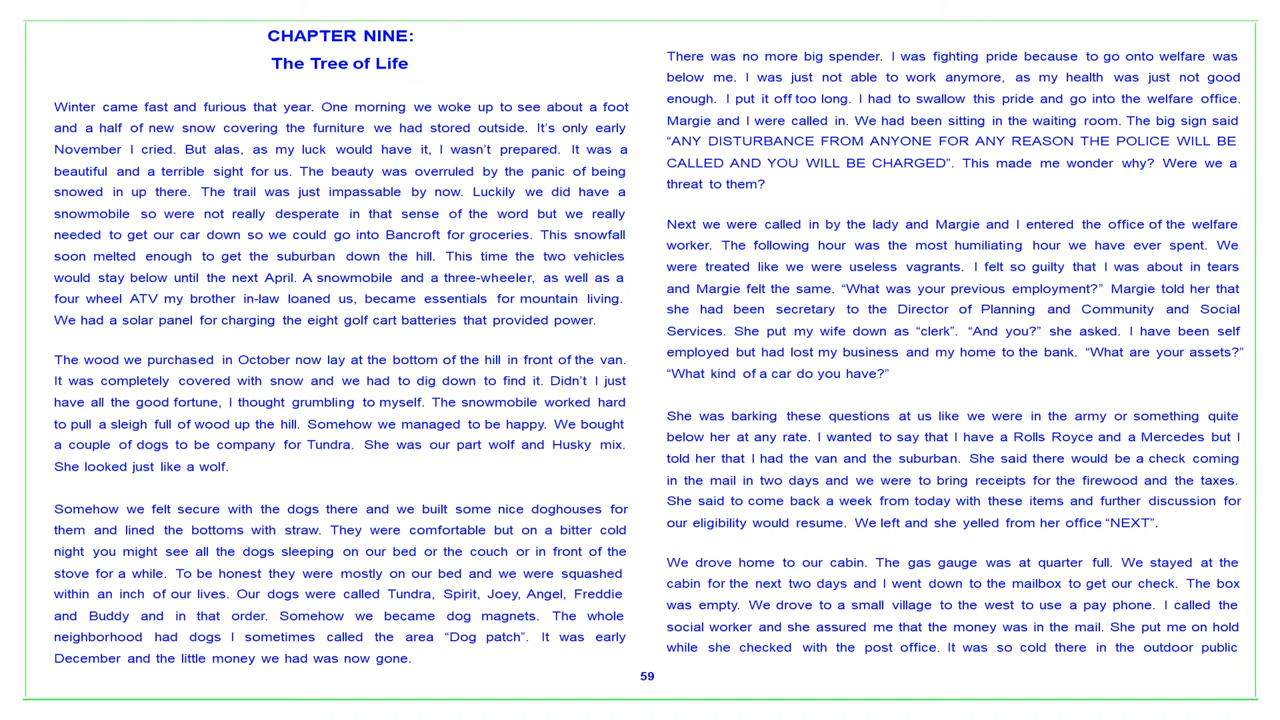 CHAPTER NINE:
The Tree of Life
Winter came fast and furious that year. One morning we woke up to see about a foot
and a half of new snow covering the furniture we had stored outside. It's only early
November I cried. But alas, as my luck would have it, I wasn't prepared. It was a
beautiful and a terrible sight for us. The beauty was overruled by the panic of being
snowed in up there. The trail was just impassable by now. Luckily we did have a
snowmobile so were not really desperate in that sense of the word but we really
needed to get our car down so we could go into Bancroft for groceries. This snowfall
soon melted enough to get the suburban down the hill. This time the two vehicles
would stay below until the next April. A snowmobile and a three-wheeler, as well as a
four wheel ATV my brother in-law loaned us, became essentials for mountain living.
We had a solar panel for charging the eight golf cart batteries that provided power.
The wood we purchased in October now lay at the bottom of the hill in front of the van.
It was completely covered with snow and we had to dig down to find it. Didn't I just
have all the good fortune, I thought grumbling to myself. The snowmobile worked hard
to pull a sleigh full of wood up the hill. Somehow we managed to be happy. We bought
a couple of dogs to be company for Tundra. She was our part wolf and Husky mix.
She looked just like a wolf.
Somehow we felt secure with the dogs there and we built some nice doghouses for
them and lined the bottoms with straw. They were comfortable but on a bitter cold
night you might see all the dogs sleeping on our bed or the couch or in front of the
stove for a while. To be honest they were mostly on our bed and we were squashed
within an inch of our lives. Our dogs were called Tundra, Spirit, Joey, Angel, Freddie
and Buddy and in that order. Somehow we became dog magnets. The whole
neighborhood had dogs I sometimes called the area “Dog patch”. It was early
December and the little money we had was now gone.
There was no more big spender. I was fighting pride because to go onto welfare was
below me. I was just not able to work anymore, as my health was just not good
enough. I put it off too long. I had to swallow this pride and go into the welfare office.
Margie and I were called in. We had been sitting in the waiting room. The big sign said
“ANY DISTURBANCE FROM ANYONE FOR ANY REASON THE POLICE WILL BE
CALLED AND YOU WILL BE CHARGED”. This made me wonder why? Were we a
threat to them?
Next we were called in by the lady and Margie and I entered the office of the welfare
worker. The following hour was the most humiliating hour we have ever spent. We
were treated like we were useless vagrants. I felt so guilty that I was about in tears
and Margie felt the same. “What was your previous employment?” Margie told her that
she had been secretary to the Director of Planning and Community and Social
Services. She put my wife down as “clerk”. “And you?” she asked. I have been self
employed but had lost my business and my home to the bank. “What are your assets?”
“What kind of a car do you have?”
She was barking these questions at us like we were in the army or something quite
below her at any rate. I wanted to say that I have a Rolls Royce and a Mercedes but I
told her that I had the van and the suburban. She said there would be a check coming
in the mail in two days and we were to bring receipts for the firewood and the taxes.
She said to come back a week from today with these items and further discussion for
our eligibility would resume. We left and she yelled from her office “NEXT”.
We drove home to our cabin. The gas gauge was at quarter full. We stayed at the
cabin for the next two days and I went down to the mailbox to get our check. The box
was empty. We drove to a small village to the west to use a pay phone. I called the
social worker and she assured me that the money was in the mail. She put me on hold
while she checked with the post office. It was so cold there in the outdoor public
59